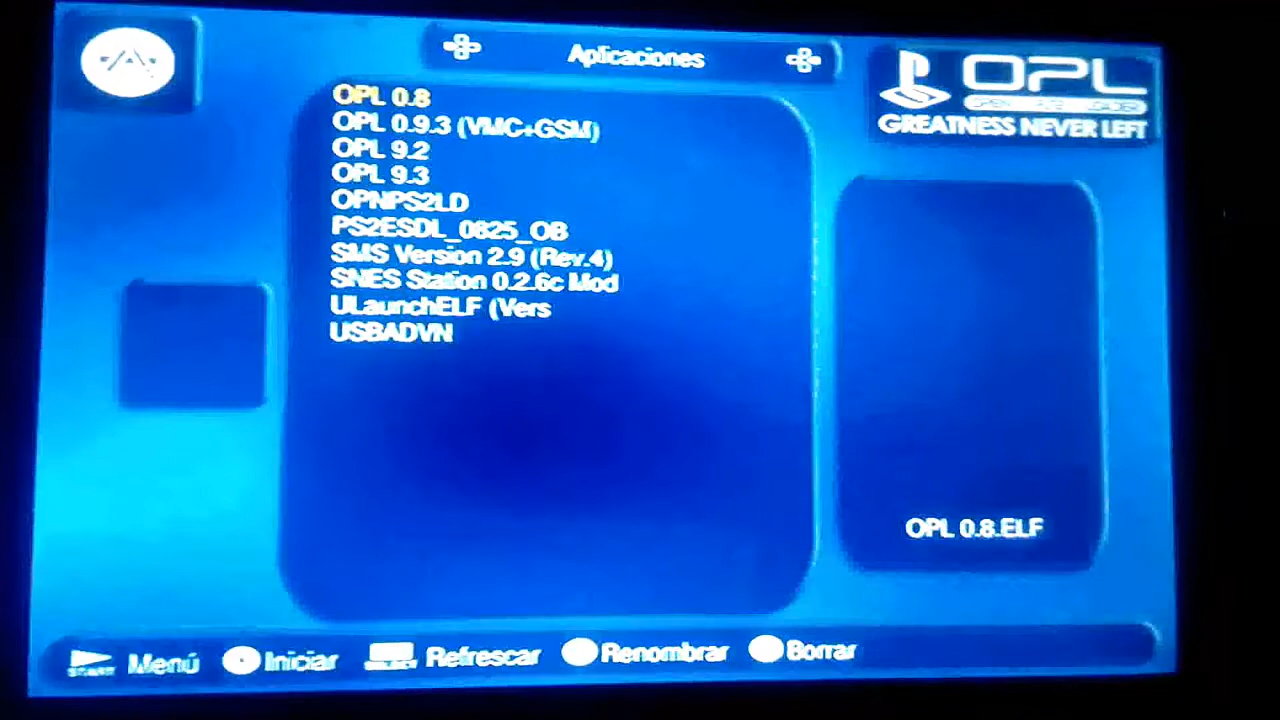 Aplicaciones
OPL
GREATNESS NEVER LEFT
OPL 0.8
OPL 0.9.3 (VMC+GSM)
OPL 9.2
OPL 9.3
OPNPS2LD
PS2ESDL_0825_OB
SMS Version 2.9 (Rev.4)
SNES Station 0.2.6c Mod
ULaunchELF (Vers
USBADVN
OPL 0.8.ELF
START Menú Iniciar SELECT Refrescar Renombrar Borrar